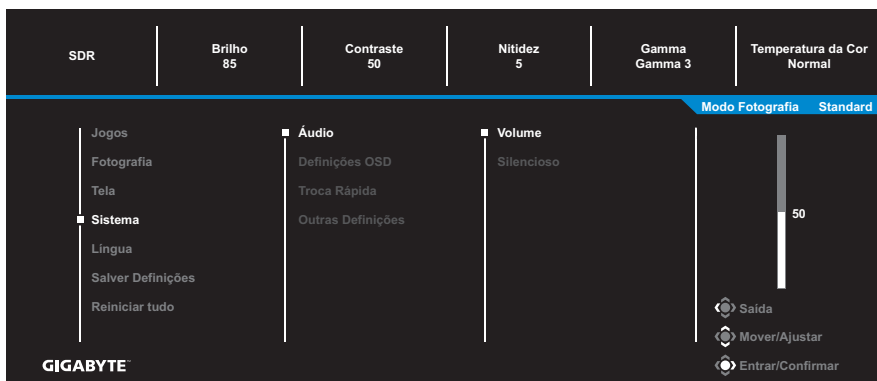 SDR
Brilho
85
Contraste
50
Nitidez
5
Gamma
Gamma 3
Temperatura da Cor
Normal
Modo Fotografia Standard
Jogos
Fotografia
Tela
Sistema
Língua
Salver Definições
Reiniciar tudo
Áudio
Definições OSD
Troca Rápida
Outras Definições
Volume
Silencioso
50
Saída
Mover/Ajustar
Entrar/Confirmar
GIGABYTE™